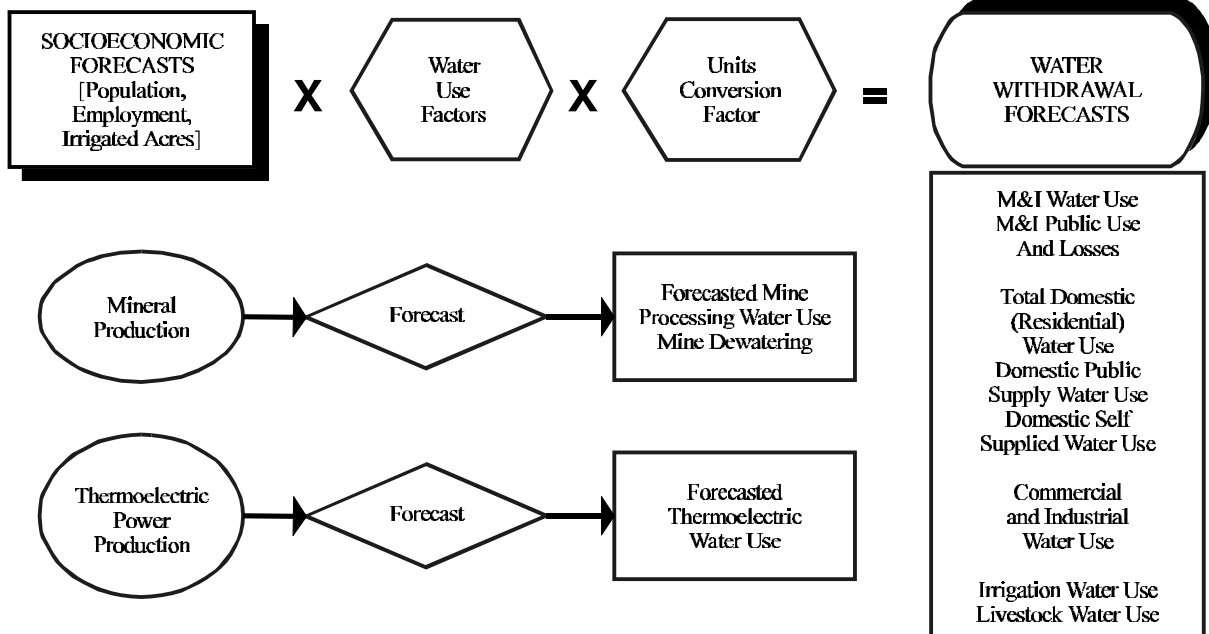 SOCIOECONOMIC
FORECASTS
[Population,
Employment,
Irrigated Acres]
X
Water
Use
Factors
X
Units
Conversion
Factor
=
WATER
WITHDRAWAL
FORECASTS
M&I Water Use
M&I Public Use
And Losses
Total Domestic
(Residential)
Water Use
Domestic Public
Supply Water Use
Domestic Self
Supplied Water Use
Commercial
and Industrial
Water Use
Irrigation Water Use
Livestock Water Use
Mineral
Production
Forecast
Forecasted Mine
Processing Water Use
Mine Dewatering
Thermoelectric
Power
Production
Forecast
Forecasted
Thermoelectric
Water Use